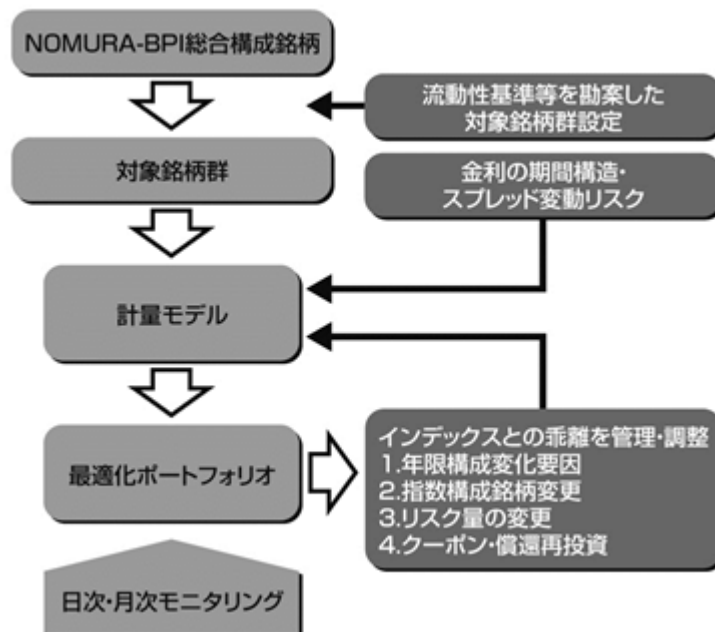 NOMURA-BPI総合構成銘柄
流動性基準等を勘案した
対象銘柄群設定
対象銘柄群
金利の期間構造・
スプレッド変動リスク
計量モデル
最適化ポートフォリオ
インデックスとの乖離を管理・調整
1.年限構成変化要因
2.指数構成銘柄変更
3.リスク量の変更
4.クーポン・償還再投資
日次・月次モニタリング